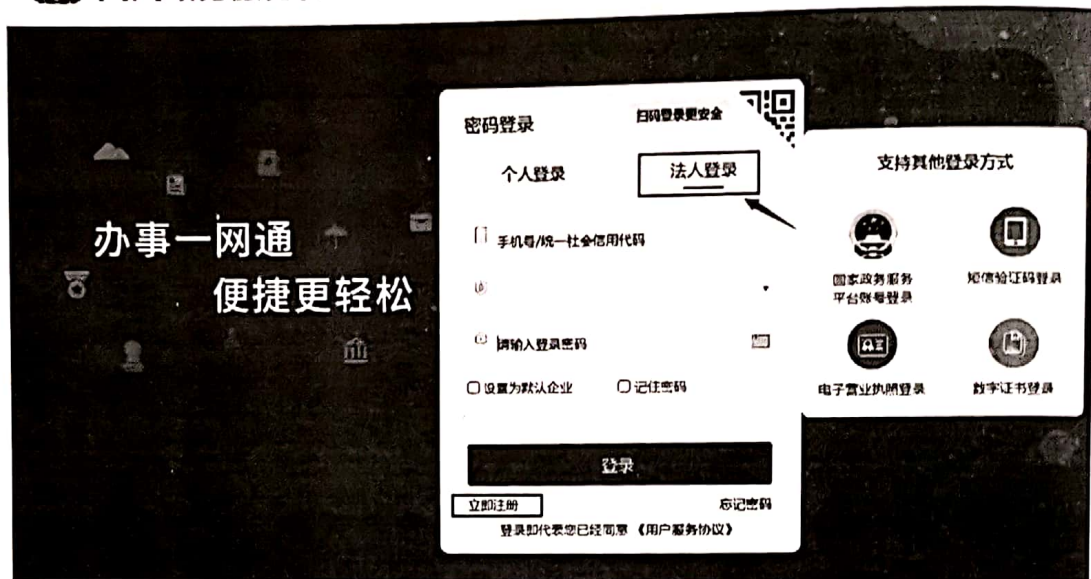 办事一网通
便捷更轻松
密码登录
扫码登录更安全
个人登录
法人登录
手机号/统一社会信用代码
请输入登录密码
设置为默认企业
记住密码
登录
立即注册
忘记密码
登录即代表您已经同意《用户服务协议》
支持其他登录方式
国家政务服务
平台账号登录
短信验证码登录
电子营业执照登录
数字证书登录